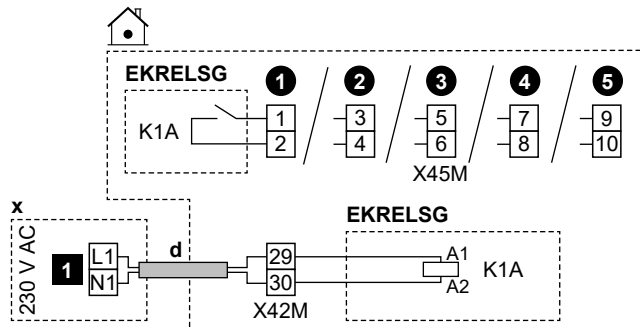 EKRELSG
1 2 3 4 5
K1A
1 3 5 7 9
2 4 6 8 10
X45M
x
EKRELSG
230 V AC
1
L1
N1
d
29
30
X42M
A1
K1A
A2